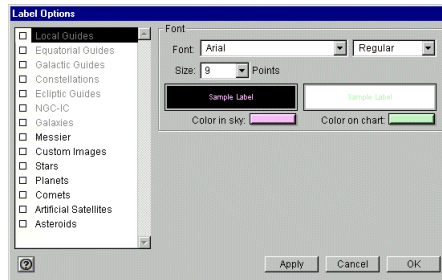 Label Options
Local Guides
Equatorial Guides
Galactic Guides
Constellations
Ecliptic Guides
NGC-IC
Galaxies
Messier
Custom Images
Stars
Planets
Comets
Artificial Satellites
Asteroids
Font
Font: Arial Regular
Size: 9 Points
Sample Label Sample Label
Color in sky: Color on chart:
? Apply Cancel OK